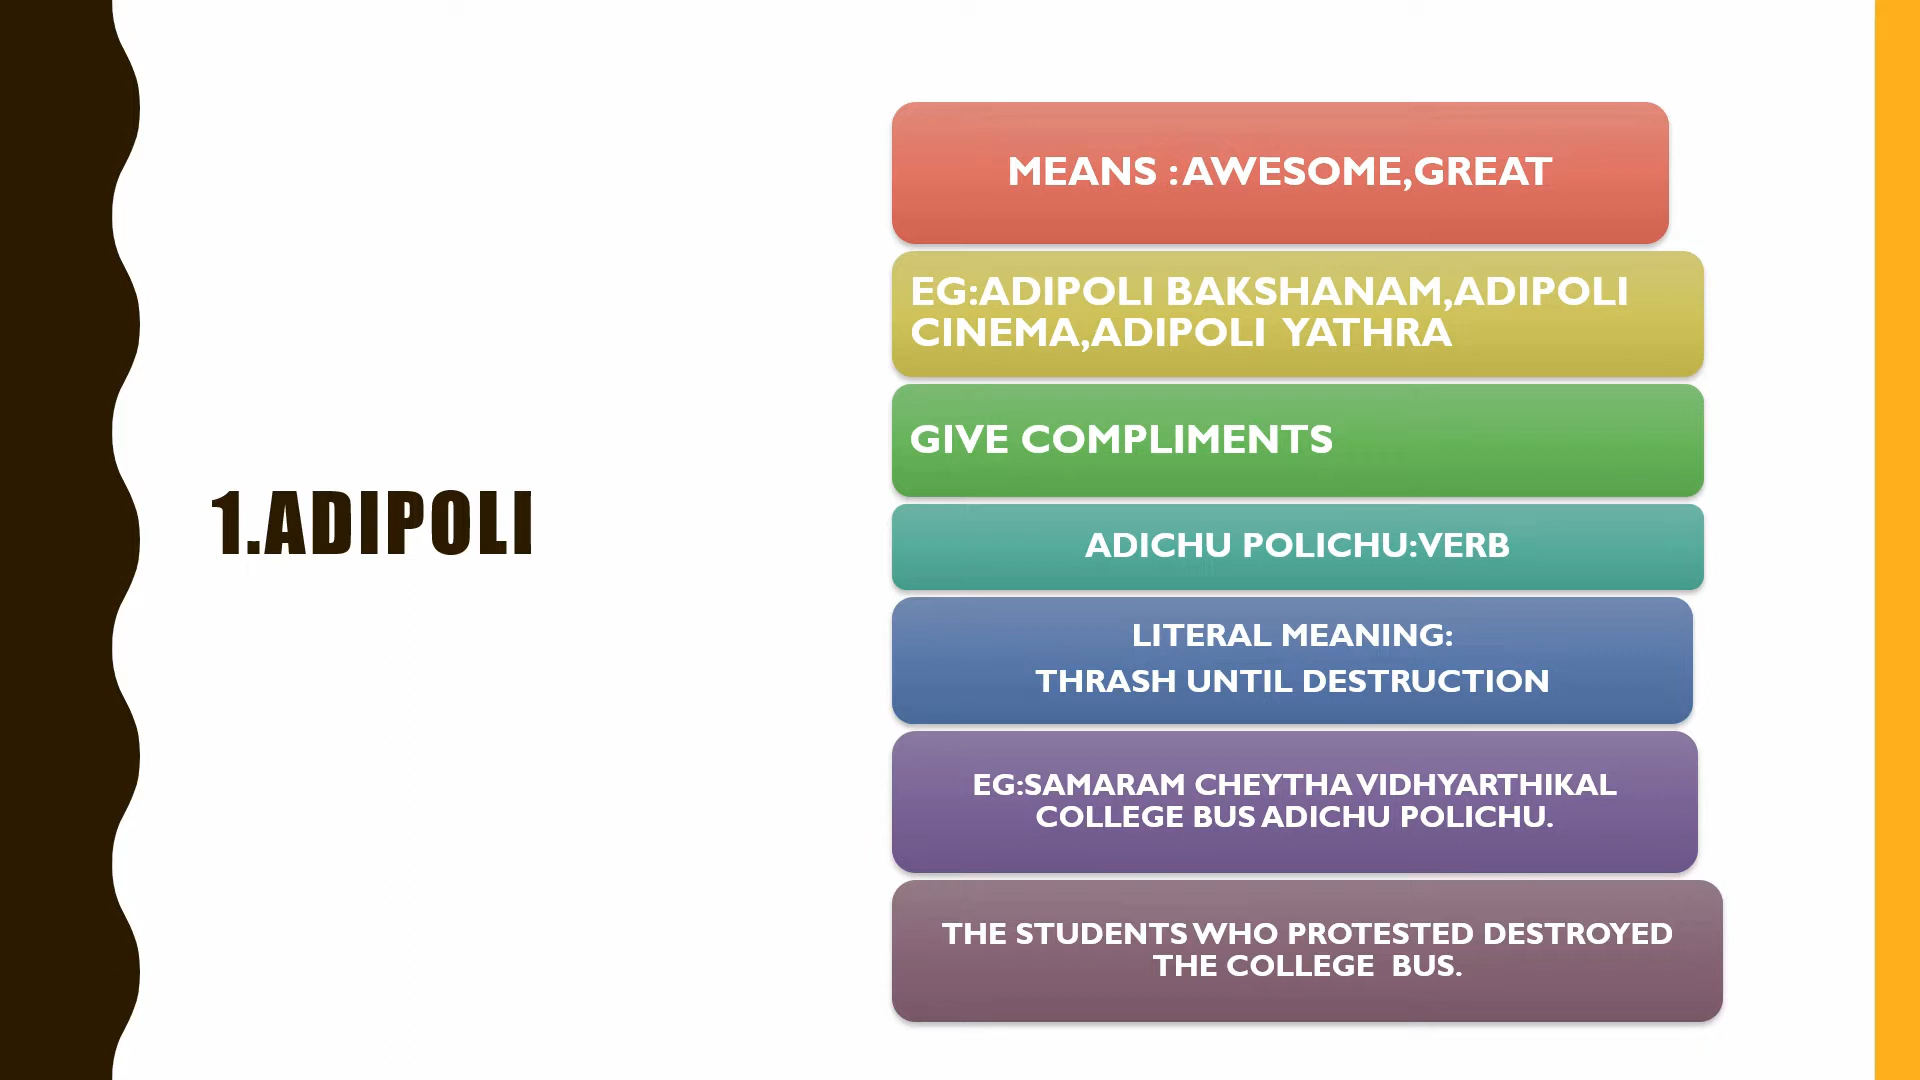 1.ADIPOLI
MEANS :AWESOME,GREAT
EG:ADIPOLI BAKSHANAM,ADIPOLI
CINEMA,ADIPOLI YATHRA
GIVE COMPLIMENTS
ADICHU POLICHU:VERB
LITERAL MEANING:
THRASH UNTIL DESTRUCTION
EG:SAMARAM CHEYTHA VIDHYARTHIKAL
COLLEGE BUS ADICHU POLICHU.
THE STUDENTS WHO PROTESTED DESTROYED
THE COLLEGE BUS.